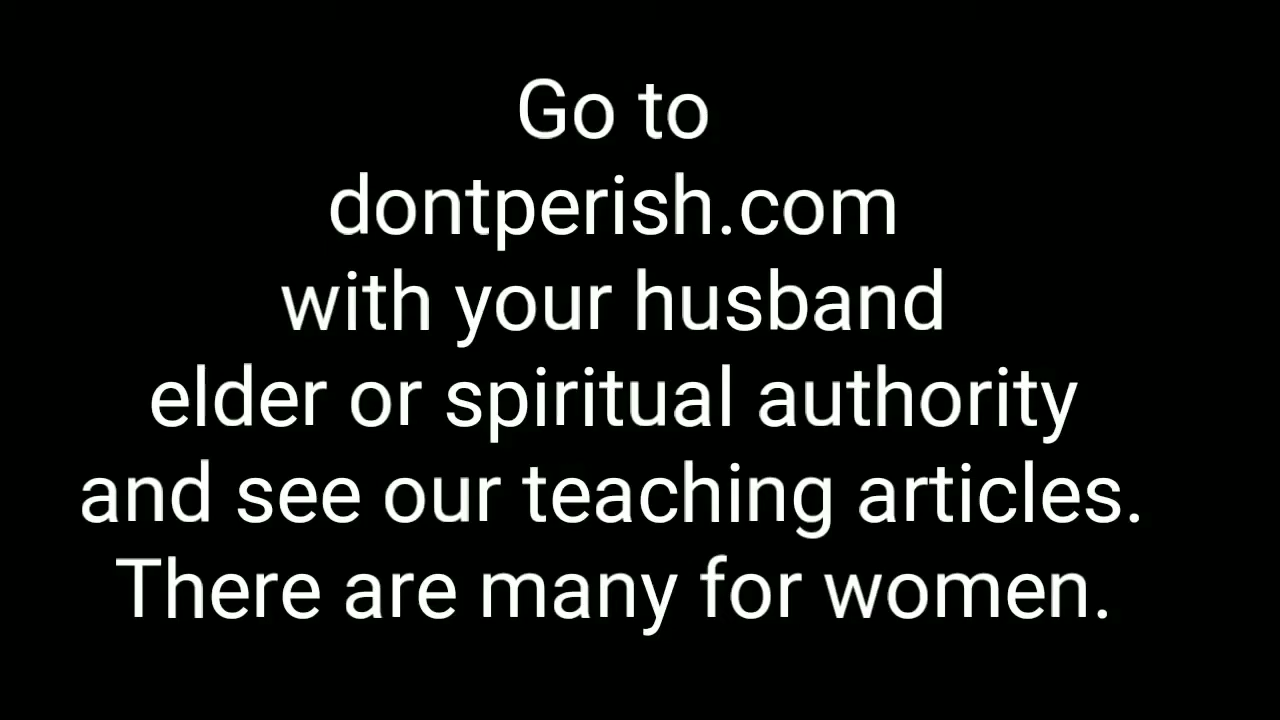 Go to
dontperish.com
with your husband
elder or spiritual authority
and see our teaching articles.
There are many for women.